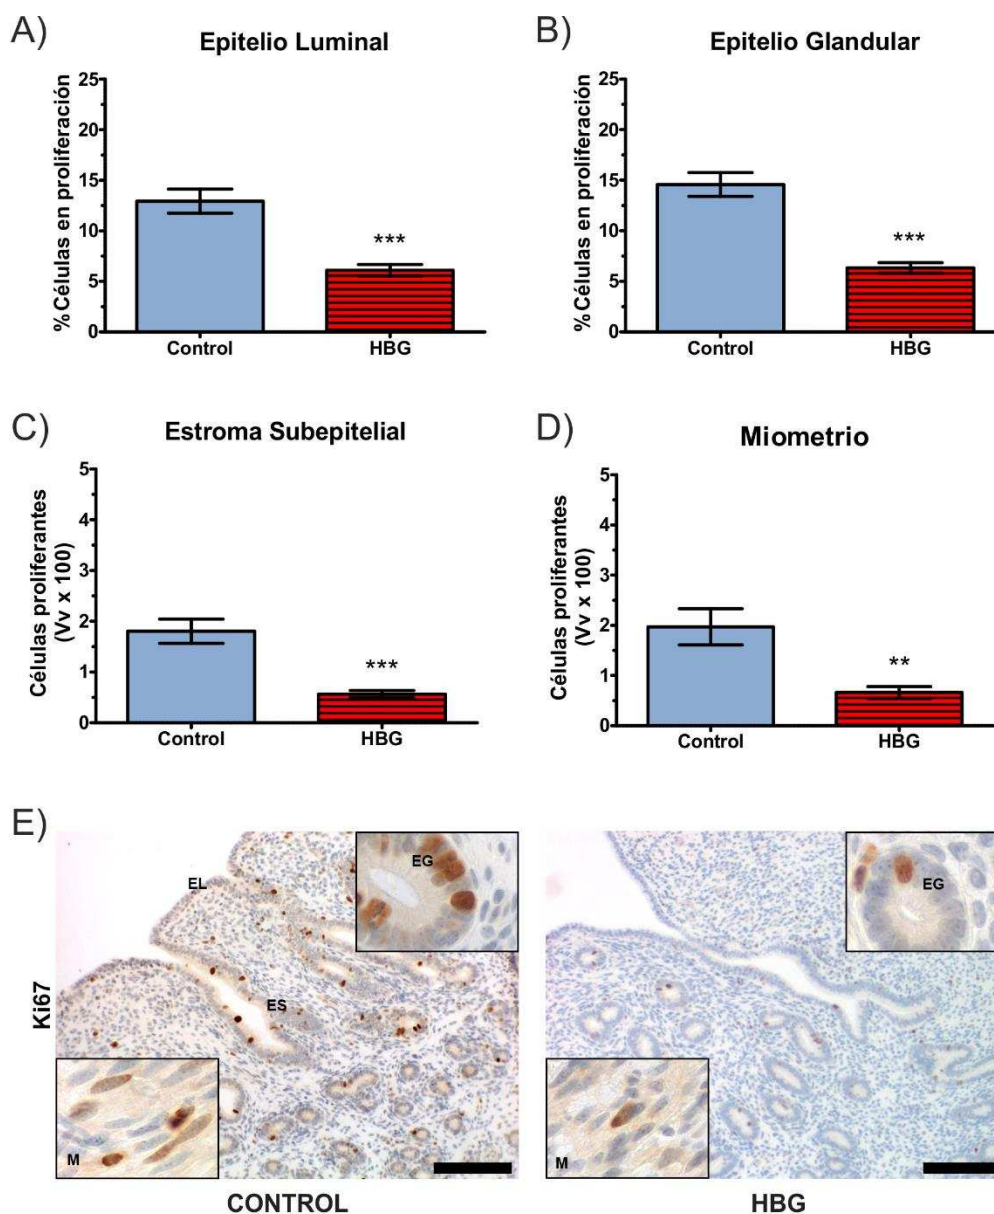 A)
Epitelio Luminal
% Células en proliferación
25
20
15
10
5
0
***
Control
HBG
B)
Epitelio Glandular
% Células en proliferación
25
20
15
10
5
0
***
Control
HBG
C)
Estroma Subepitelial
Células proliferantes
(Vv x 100)
5
4
3
2
1
0
***
Control
HBG
D)
Miometrio
Células proliferantes
(Vv x 100)
5
4
3
2
1
0
**
Control
HBG
E)
Ki67
EL
EG
ES
M
EG
CONTROL
HBG